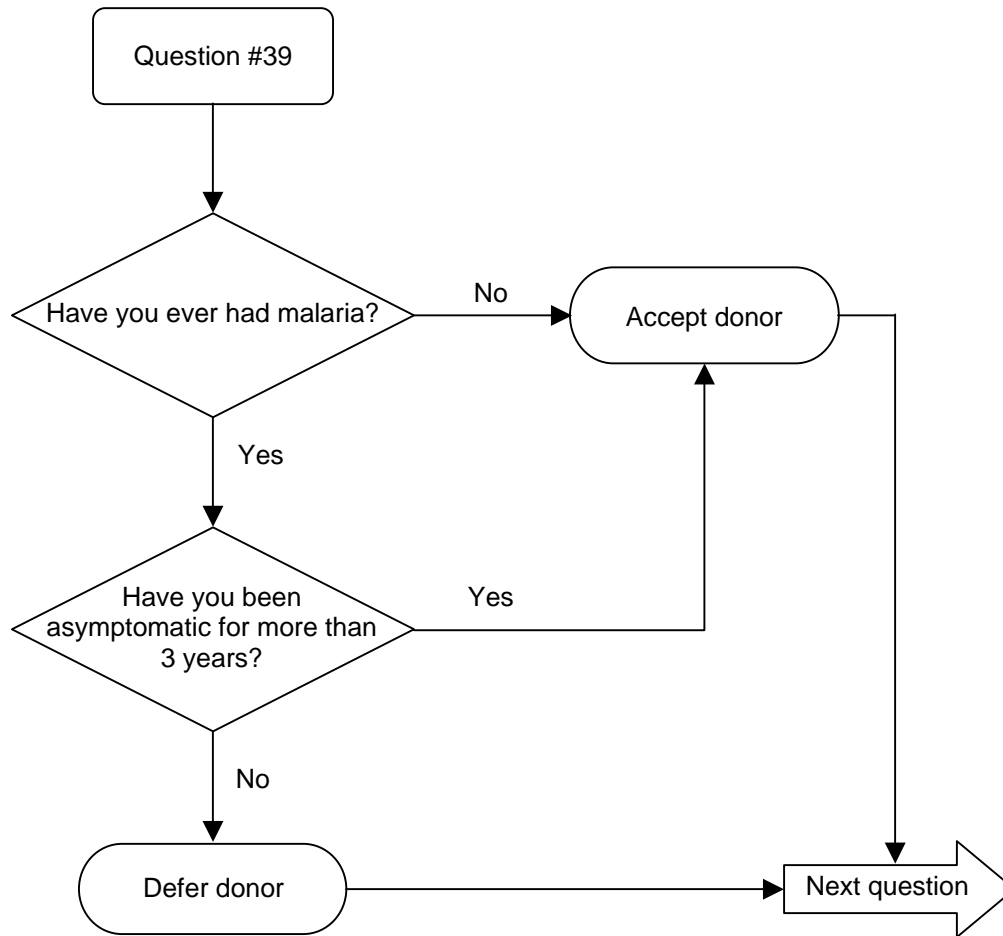 Question #39
Have you ever had malaria?
No
Accept donor
Yes
Have you been
asymptomatic for more than
3 years?
Yes
No
Defer donor
Next question